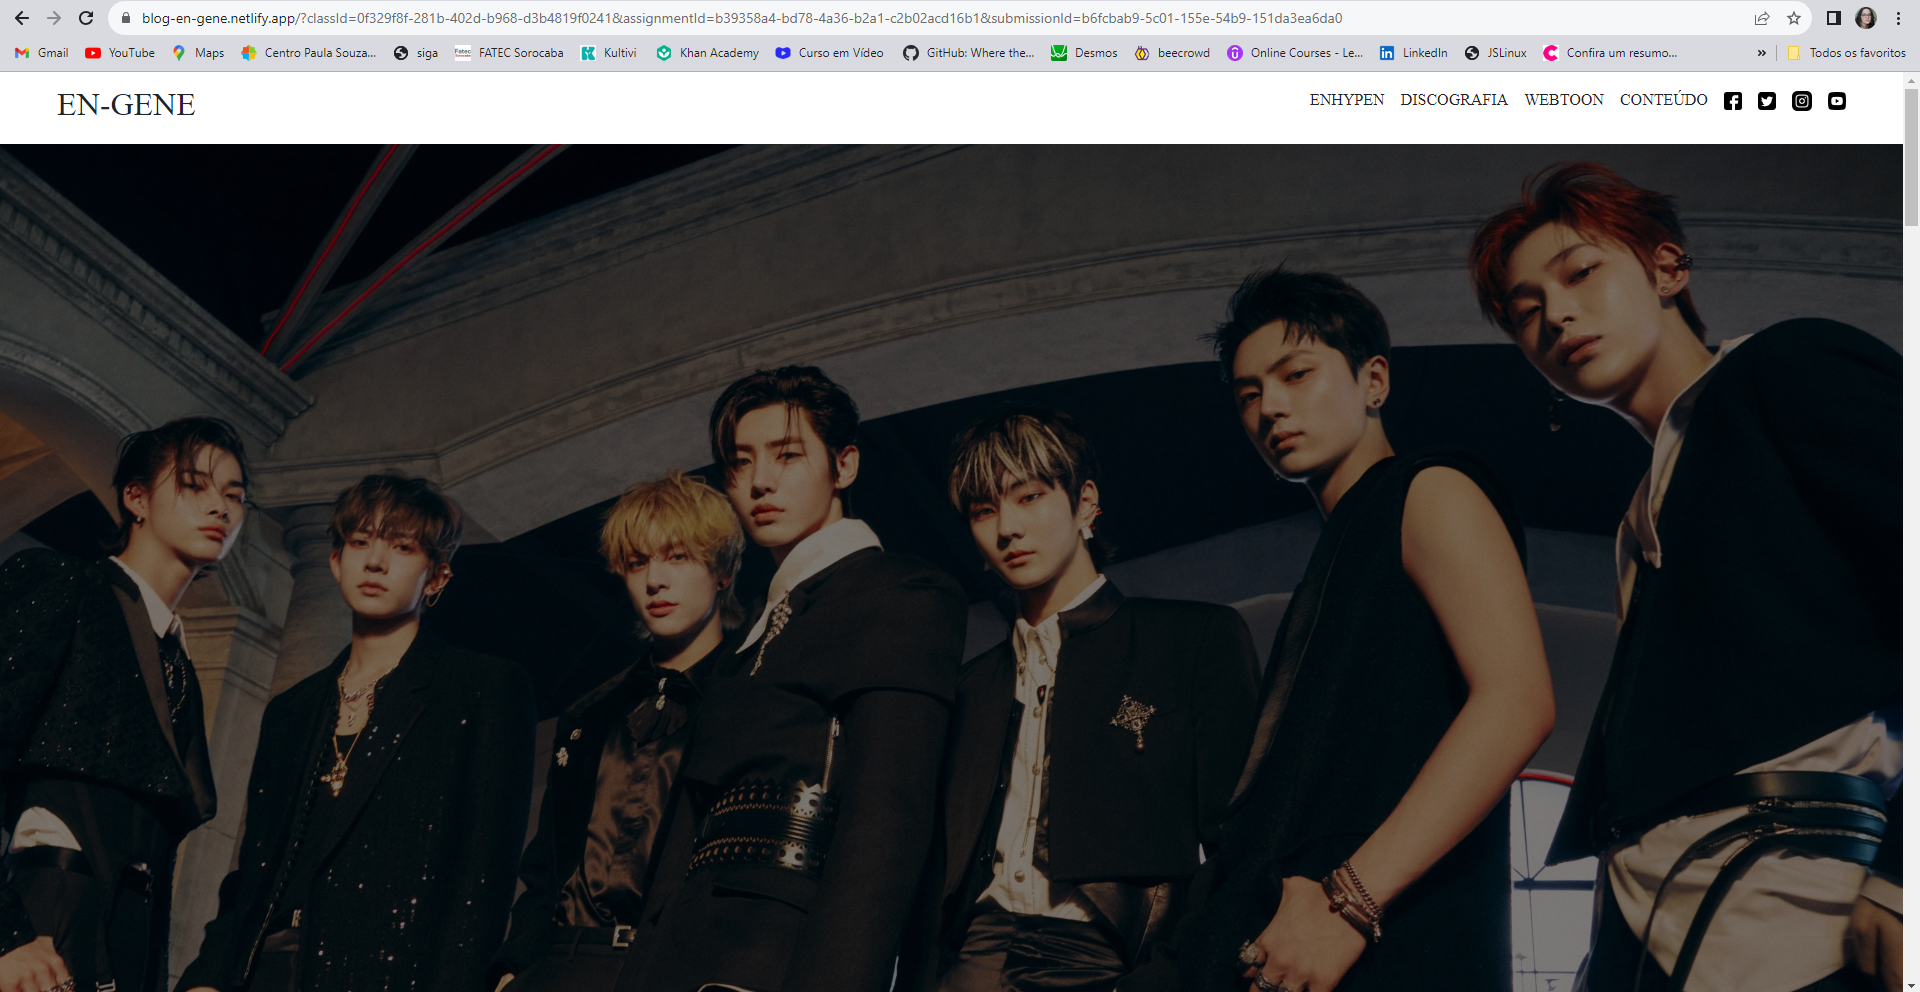 blog-en-gene.netlify.app/?classId=0f329f8f-281b-402d-b968-d3b4819f0241&assignmentId=b39358a4-bd78-4a36-b2a1-c2b02acd16b1&submissionId=b6fcbab9-5c01-155e-54b9-151da3ea6da0
Gmail YouTube Maps Centro Paula Souza... siga FATEC Sorocaba Kultivi Khan Academy Curso em Vídeo GitHub: Where the... Desmos beecrowd Online Courses - Le... LinkedIn JSLinux Confira um resumo... » Todos os favoritos
EN-GENE ENHYPEN DISCOGRAFIA WEBTOON CONTEÚDO